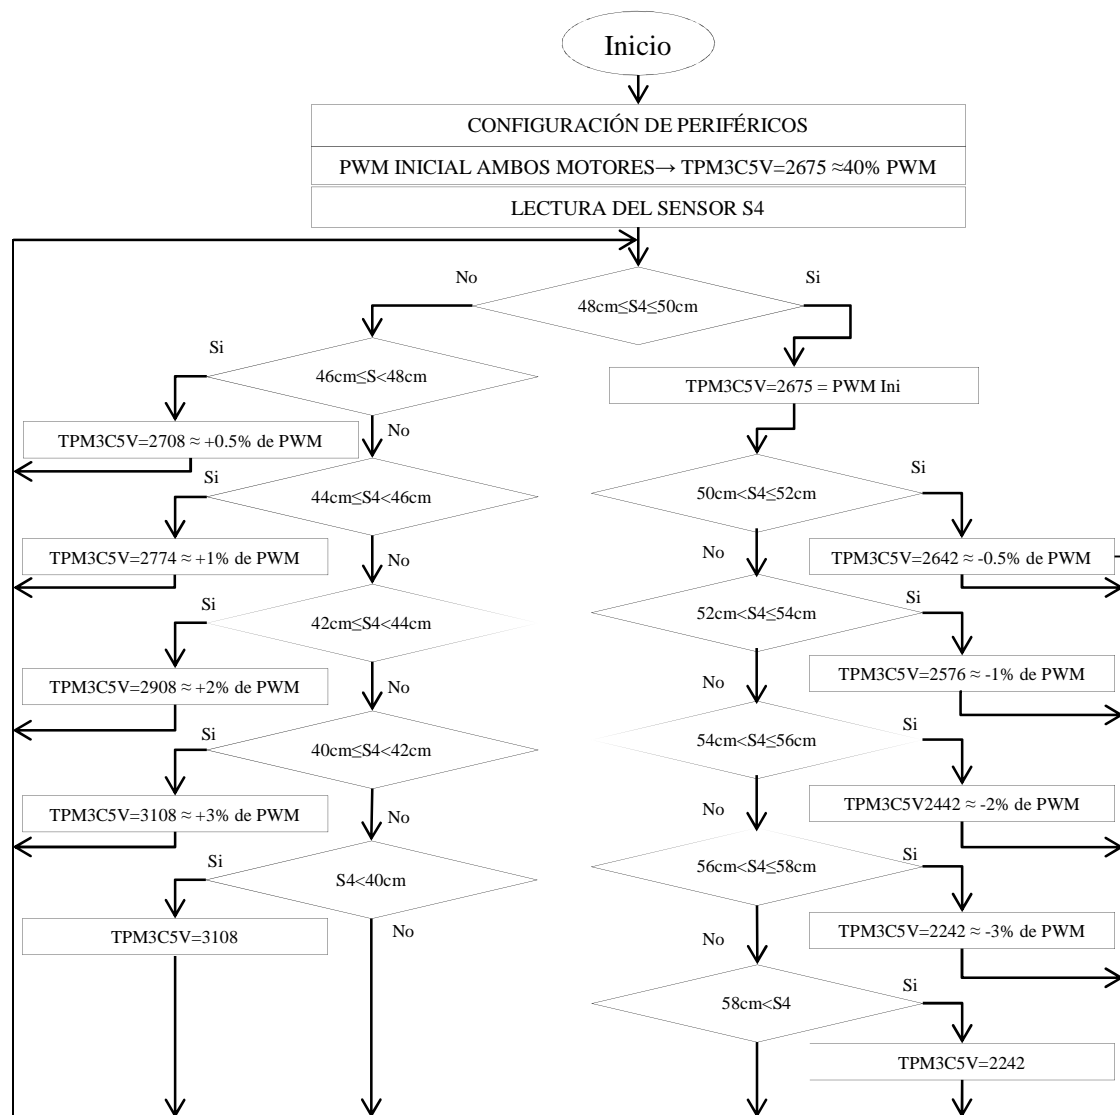 Inicio
CONFIGURACIÓN DE PERIFÉRICOS
PWM INICIAL AMBOS MOTORES→ TPM3C5V=2675 ≈40% PWM
LECTURA DEL SENSOR S4
No
Si
48cm≤S4≤50cm
Si
46cm≤S<48cm
TPM3C5V=2675 = PWM Ini
TPM3C5V=2708 ≈ +0.5% de PWM
No
Si
44cm≤S4<46cm
Si
50cm<S4≤52cm
TPM3C5V=2774 ≈ +1% de PWM
No
No
TPM3C5V=2642 ≈ -0.5% de PWM
Si
42cm≤S4<44cm
52cm<S4≤54cm
TPM3C5V=2908 ≈ +2% de PWM
No
No
TPM3C5V=2576 ≈ -1% de PWM
Si
40cm≤S4<42cm
Si
54cm<S4≤56cm
TPM3C5V=3108 ≈ +3% de PWM
No
No
TPM3C5V2442 ≈ -2% de PWM
Si
S4<40cm
Si
56cm<S4≤58cm
TPM3C5V=3108
No
No
TPM3C5V=2242 ≈ -3% de PWM
Si
58cm<S4
TPM3C5V=2242